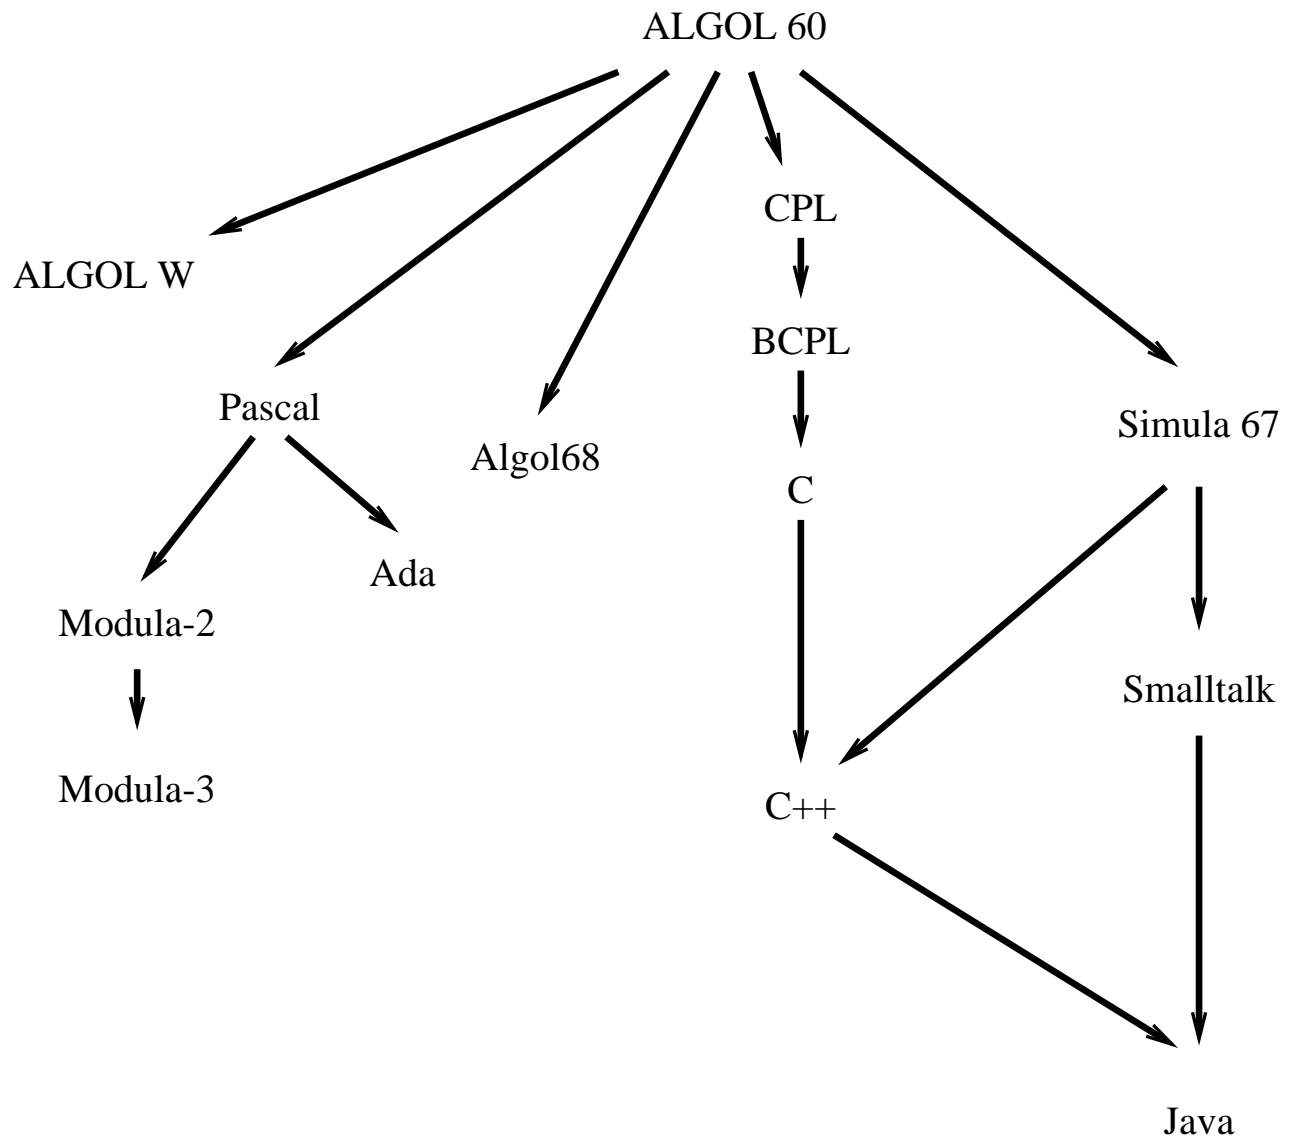 ALGOL 60
CPL
ALGOL W
BCPL
Pascal
Simula 67
Algol68
C
Ada
Modula-2
Smalltalk
Modula-3
C++
Java